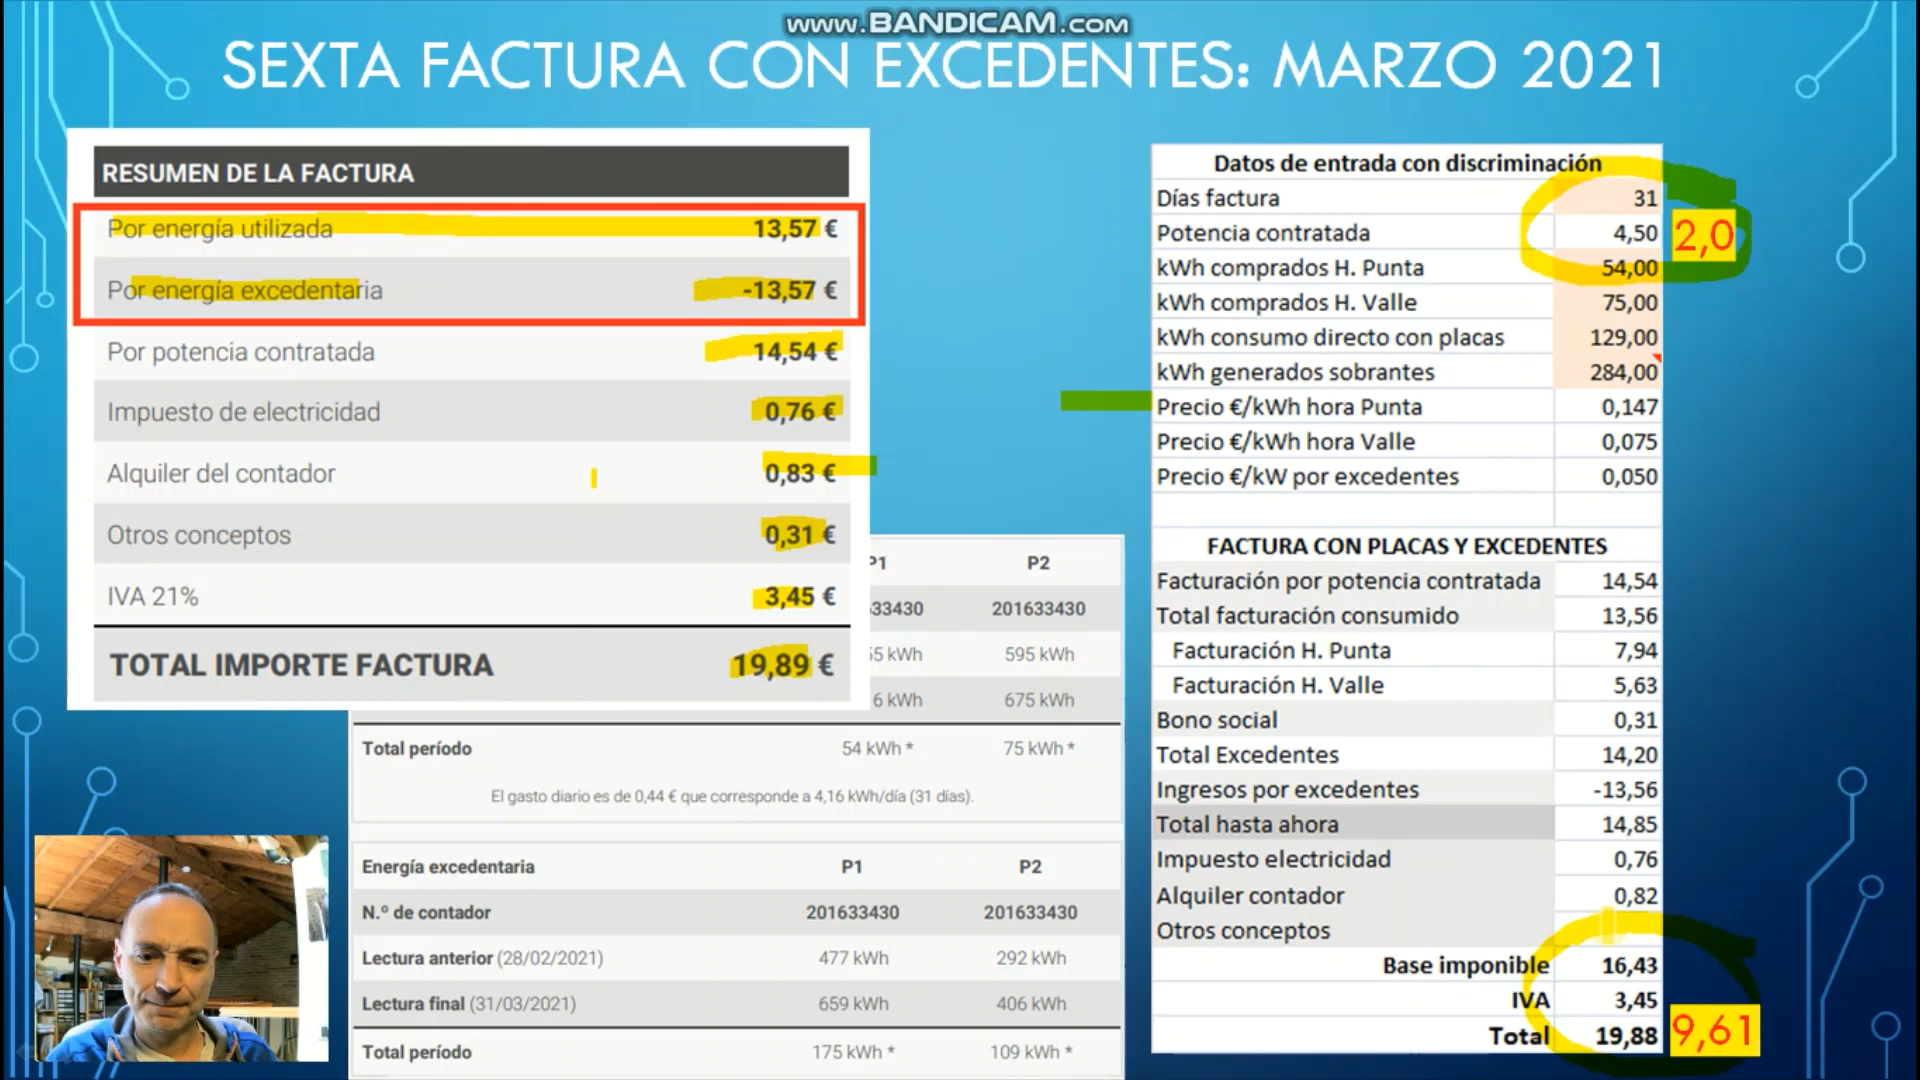 www.BANDICAM.com
SEXTA FACTURA CON EXCEDENTES: MARZO 2021
RESUMEN DE LA FACTURA
Por energía utilizada 13,57 €
Por energía excedentaria -13,57 €
Por potencia contratada 14,54 €
Impuesto de electricidad 0,76 €
Alquiler del contador 0,83 €
Otros conceptos 0,31 €
IVA 21% 3,45 €
TOTAL IMPORTE FACTURA 19,89 €
P1 P2
33430 201633430
5 kWh 595 kWh
6 kWh 675 kWh
Total período 54 kWh * 75 kWh *
El gasto diario es de 0,44 € que corresponde a 4,16 kWh/día (31 días).
Energía excedentaria P1 P2
N.º de contador 201633430 201633430
Lectura anterior (28/02/2021) 477 kWh 292 kWh
Lectura final (31/03/2021) 659 kWh 406 kWh
Total período 175 kWh * 109 kWh *
Datos de entrada con discriminación
Días factura 31
Potencia contratada 4,50 2,0
kWh comprados H. Punta 54,00
kWh comprados H. Valle 75,00
kWh consumo directo con placas 129,00
kWh generados sobrantes 284,00
Precio €/kWh hora Punta 0,147
Precio €/kWh hora Valle 0,075
Precio €/kW por excedentes 0,050
FACTURA CON PLACAS Y EXCEDENTES
Facturación por potencia contratada 14,54
Total facturación consumido 13,56
Facturación H. Punta 7,94
Facturación H. Valle 5,63
Bono social 0,31
Total Excedentes 14,20
Ingresos por excedentes -13,56
Total hasta ahora 14,85
Impuesto electricidad 0,76
Alquiler contador 0,82
Otros conceptos
Base imponible 16,43
IVA 3,45
Total 19,88 9,61